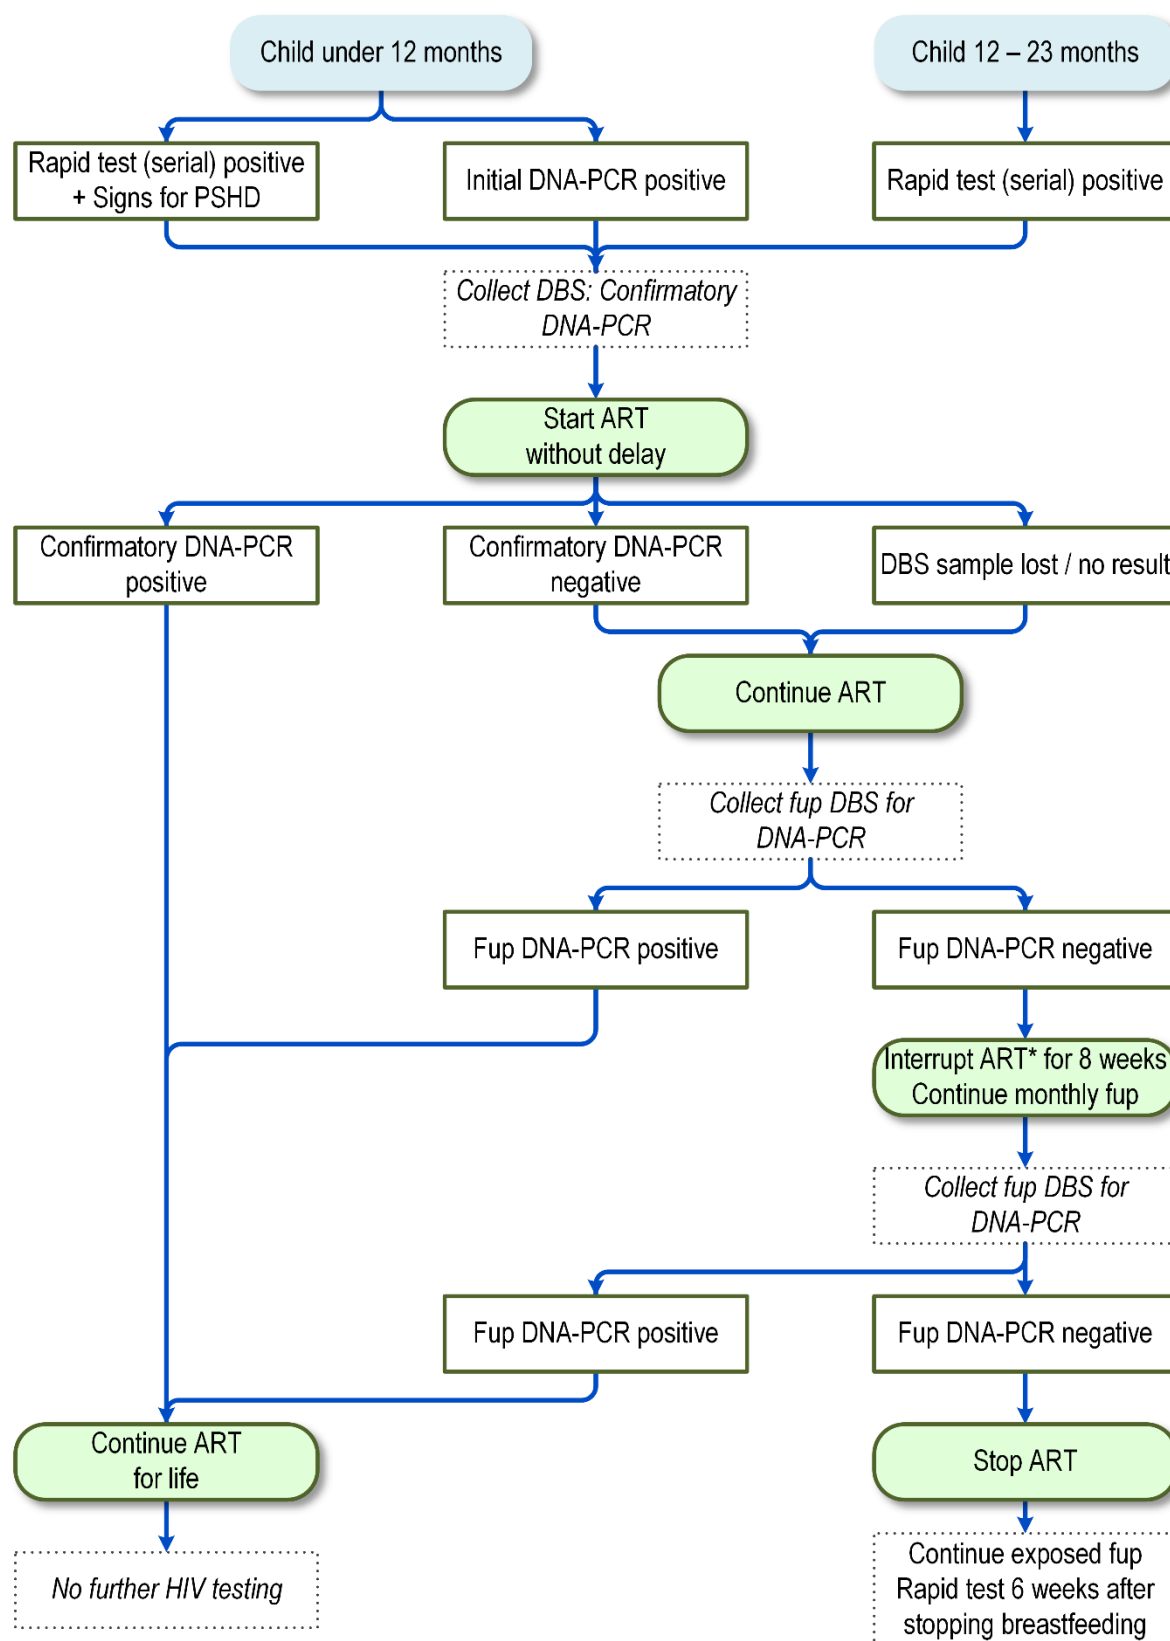 Child under 12 months
Child 12 – 23 months
Rapid test (serial) positive
+ Signs for PSHD
Initial DNA-PCR positive
Rapid test (serial) positive
Collect DBS: Confirmatory
DNA-PCR
Start ART
without delay
Confirmatory DNA-PCR
positive
Confirmatory DNA-PCR
negative
DBS sample lost / no result
Continue ART
Collect fup DBS for
DNA-PCR
Fup DNA-PCR positive
Fup DNA-PCR negative
Interrupt ART* for 8 weeks
Continue monthly fup
Collect fup DBS for
DNA-PCR
Fup DNA-PCR positive
Fup DNA-PCR negative
Continue ART
for life
Stop ART
No further HIV testing
Continue exposed fup
Rapid test 6 weeks after
stopping breastfeeding